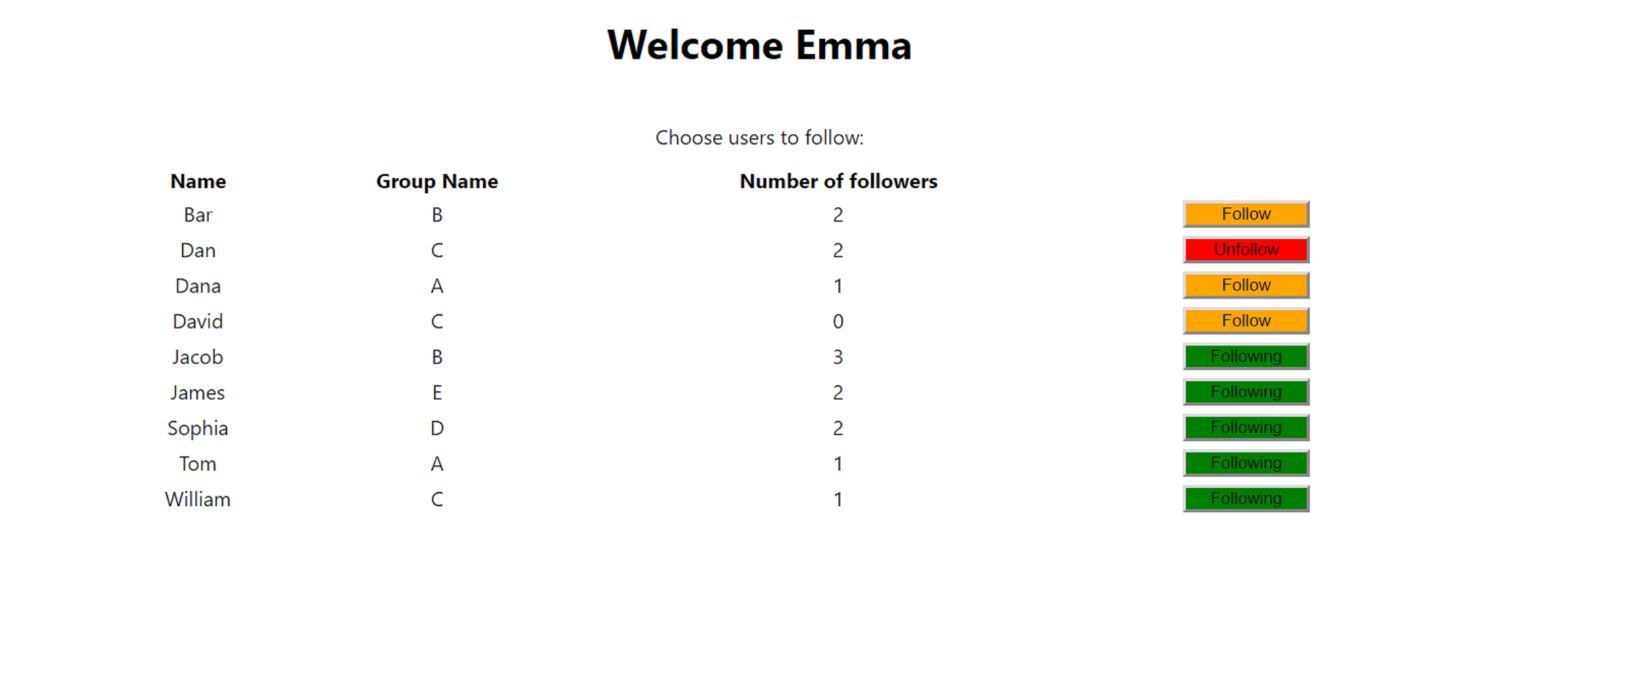 Welcome Emma
Choose users to follow:
Name Group Name Number of followers
Bar B 2 Follow
Dan C 2 Unfollow
Dana A 1 Follow
David C 0 Follow
Jacob B 3 Following
James E 2 Following
Sophia D 2 Following
Tom A 1 Following
William C 1 Following